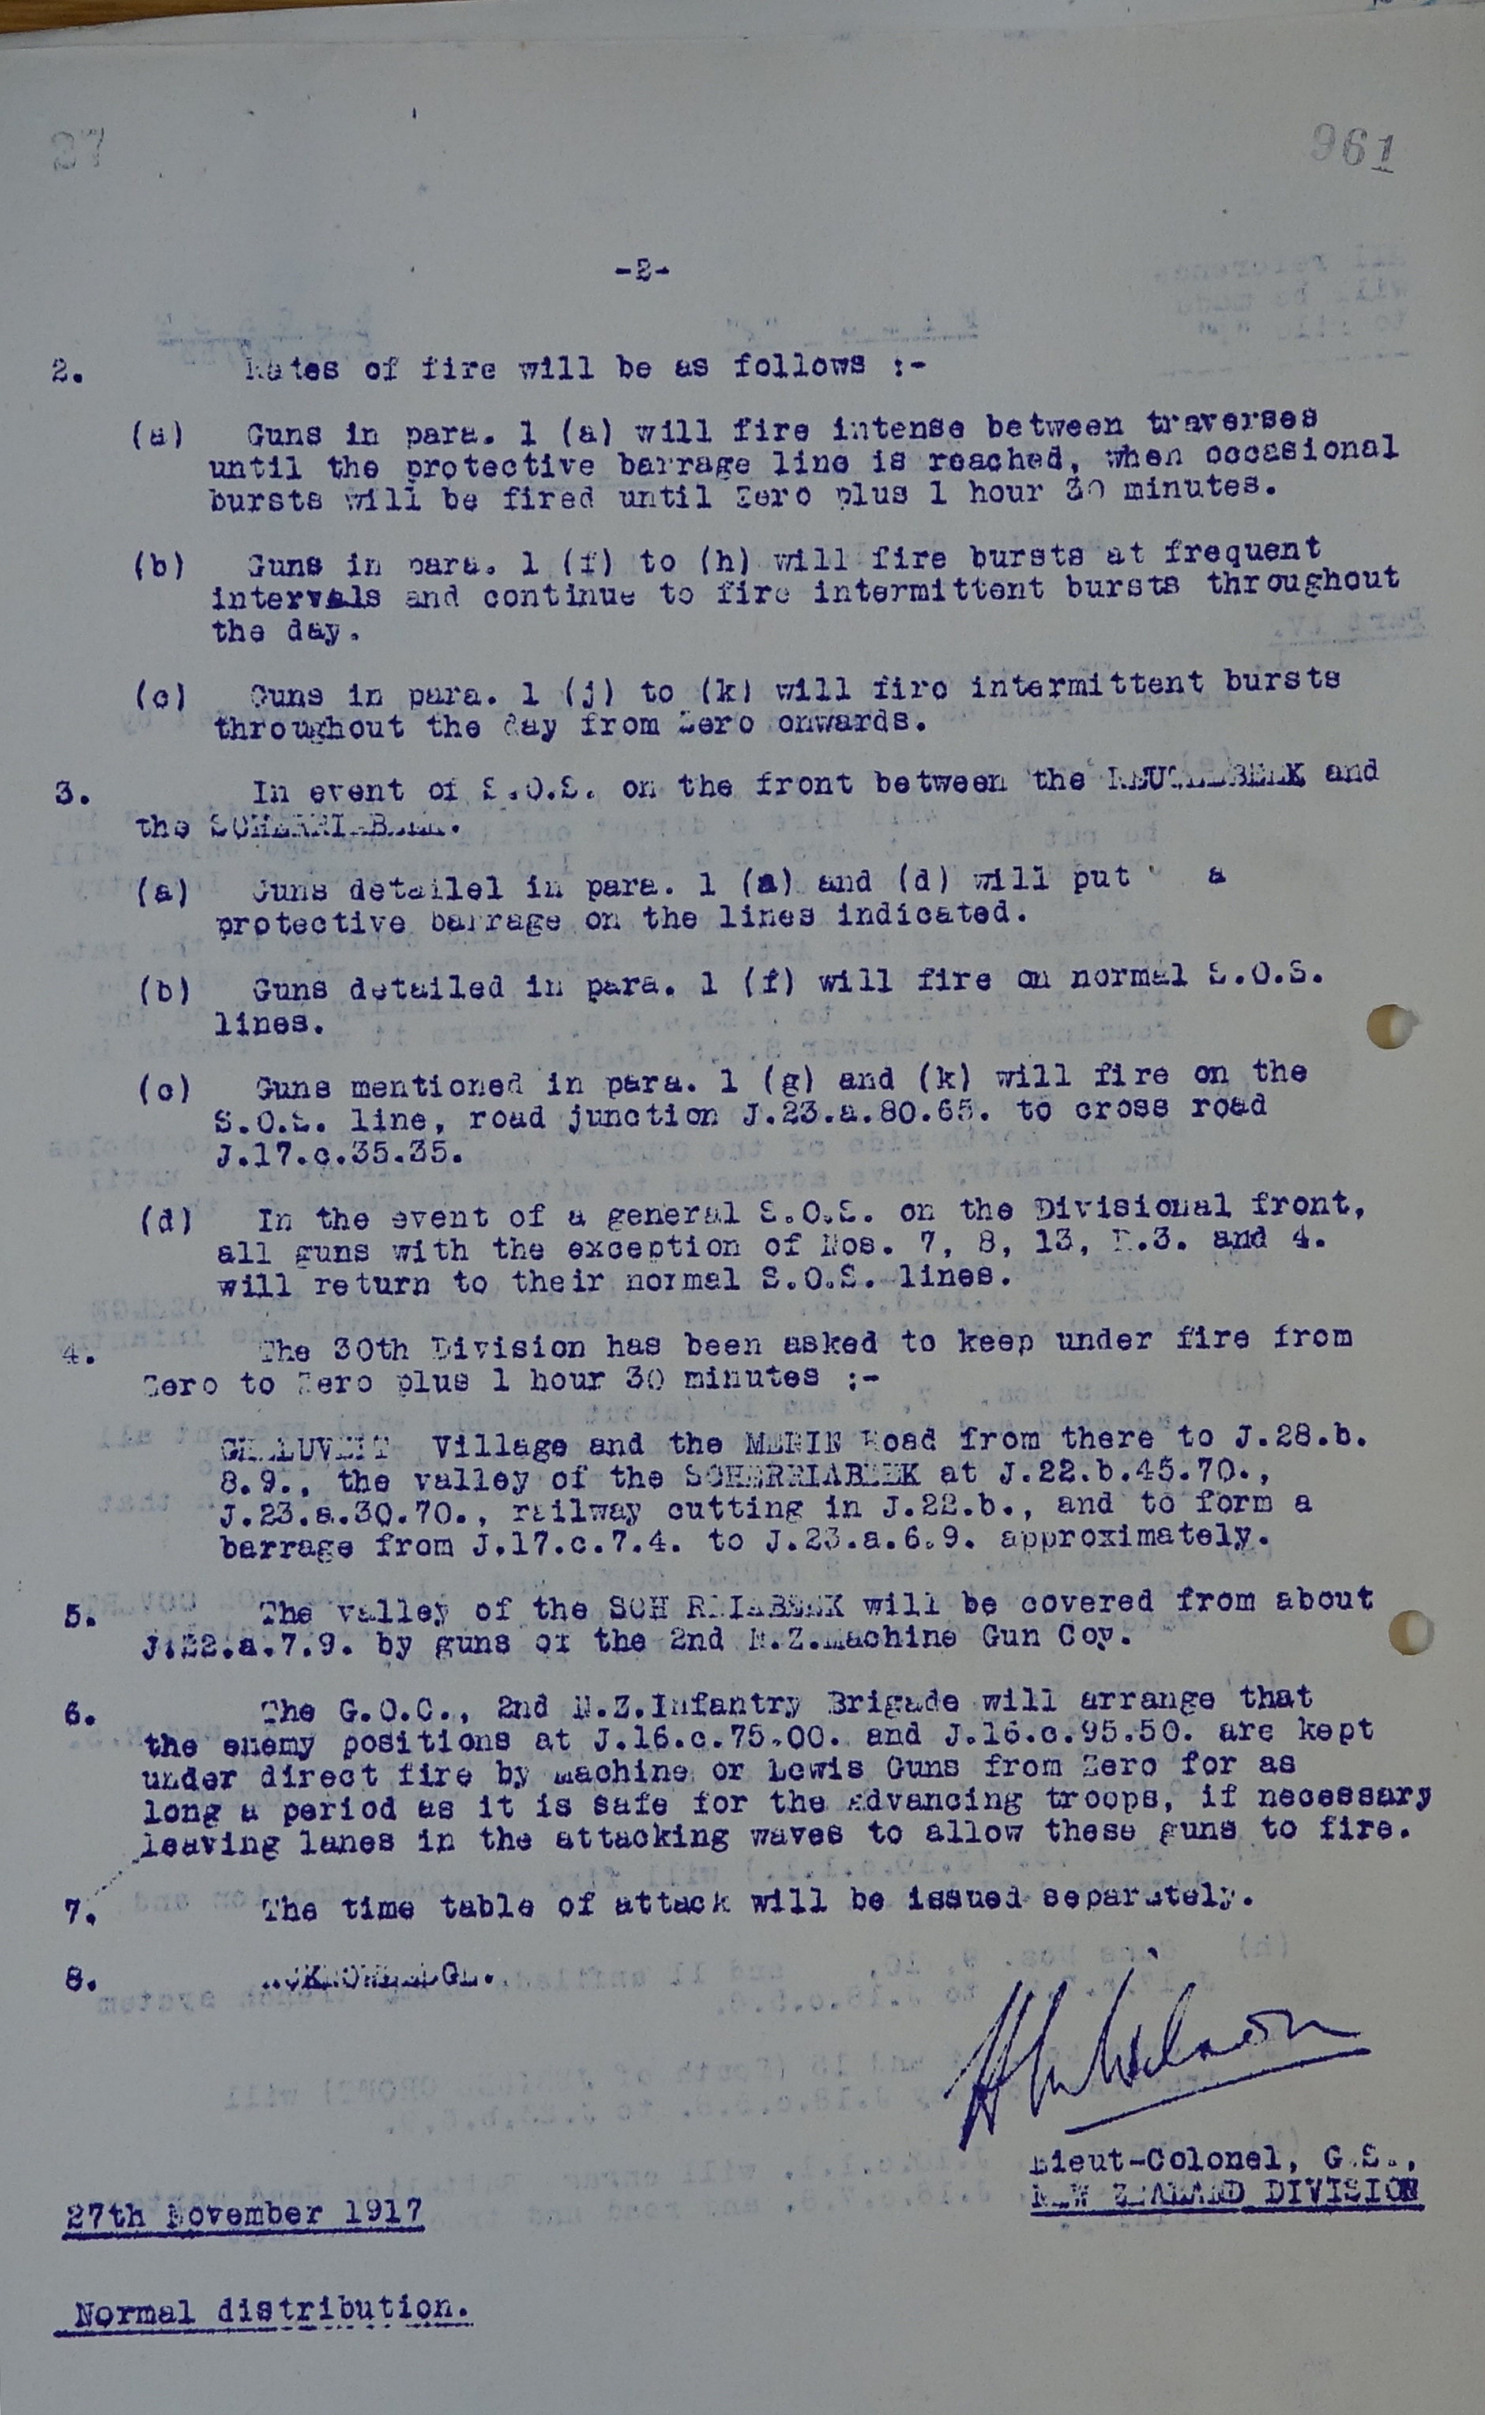 27
961
-2-
2. Rates of fire will be as follows :-
(a) Guns in para. 1 (a) will fire intense between traverses
until the protective barrage line is reached, when occasional
bursts will be fired until Zero plus 1 hour 30 minutes.
(b) Guns in para. 1 (f) to (h) will fire bursts at frequent
intervals and continue to fire intermittent bursts throughout
the day.
(c) Guns in para. 1 (j) to (k) will fire intermittent bursts
throughout the day from Zero onwards.
3. In event of S.O.S. on the front between the REUTELBEEK and
the SCHERRIABEEK.
(a) Guns detailed in para. 1 (a) and (d) will put a
protective barrage on the lines indicated.
(b) Guns detailed in para. 1 (f) will fire on normal S.O.S.
lines.
(c) Guns mentioned in para. 1 (g) and (k) will fire on the
S.O.S. line, road junction J.23.a.80.65. to cross road
J.17.c.35.35.
(d) In the event of a general S.O.S. on the Divisional front,
all guns with the exception of Nos. 7, 8, 13, and 4.
will return to their normal S.O.S. lines.
4. The 30th Division has been asked to keep under fire from
Zero to Zero plus 1 hour 30 minutes :-
GHELUVELT Village and the MENIN Road from there to J.28.b.
8.9., the valley of the SCHERRIABEEK at J.22.b.45.70.,
J.23.a.30.70., railway cutting in J.22.b., and to form a
barrage from J.17.c.7.4. to J.23.a.6.9. approximately.
5. The valley of the SCHERRIABEEK will be covered from about
J.22.a.7.9. by guns of the 2nd N.Z.Machine Gun Coy.
6. The G.O.C., 2nd N.Z.Infantry Brigade will arrange that
the enemy positions at J.16.c.75.00. and J.16.c.95.50. are kept
under direct fire by Machine or Lewis Guns from Zero for as
long a period as it is safe for the advancing troops, if necessary
leaving lanes in the attacking waves to allow these guns to fire.
7. The time table of attack will be issued separately.
8. ACKNOWLEDGE.
Lieut-Colonel, G.S.,
NEW ZEALAND DIVISION
27th November 1917
Normal distribution.